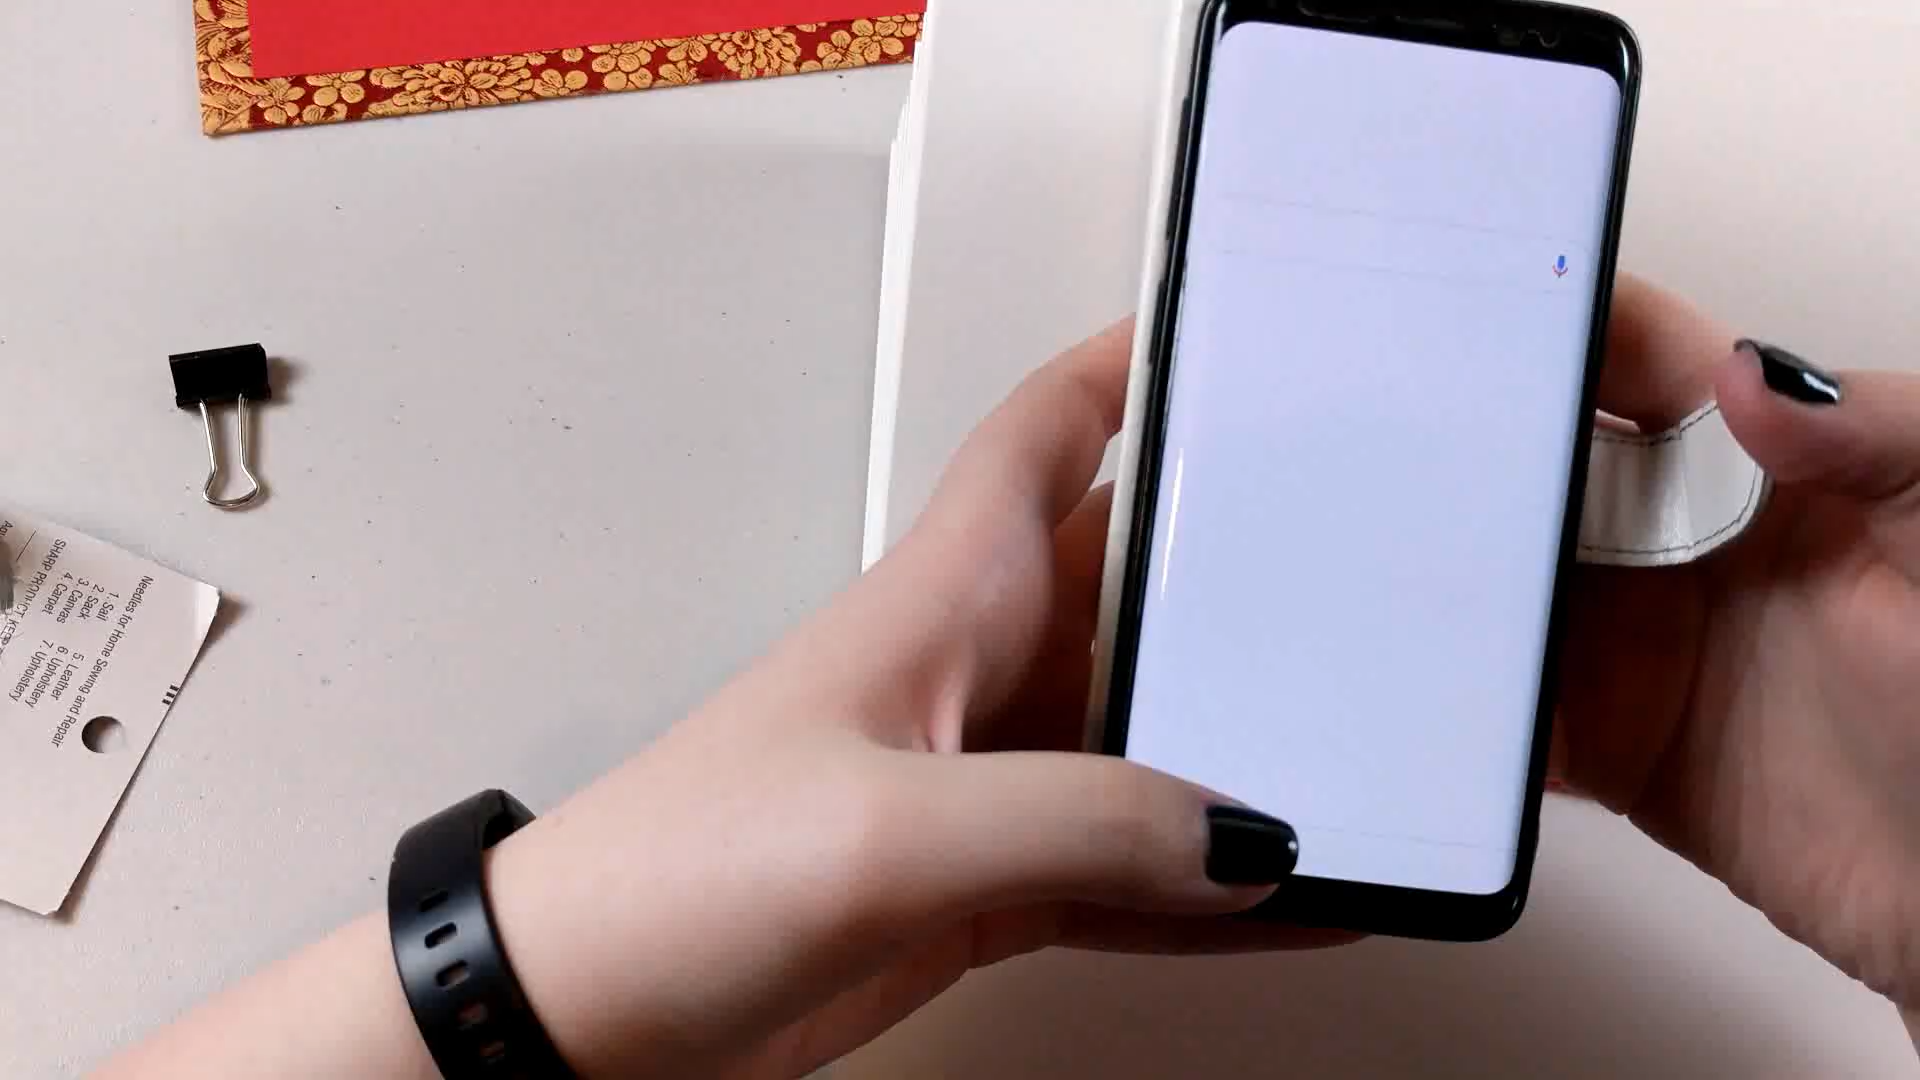 Needles for Home Sewing and Repair
1. Sail
2. Sack
3. Canvas
4. Carpet
5. Leather
6. Upholstery
7. Upholstery
SHARP PRODUCT KEEP